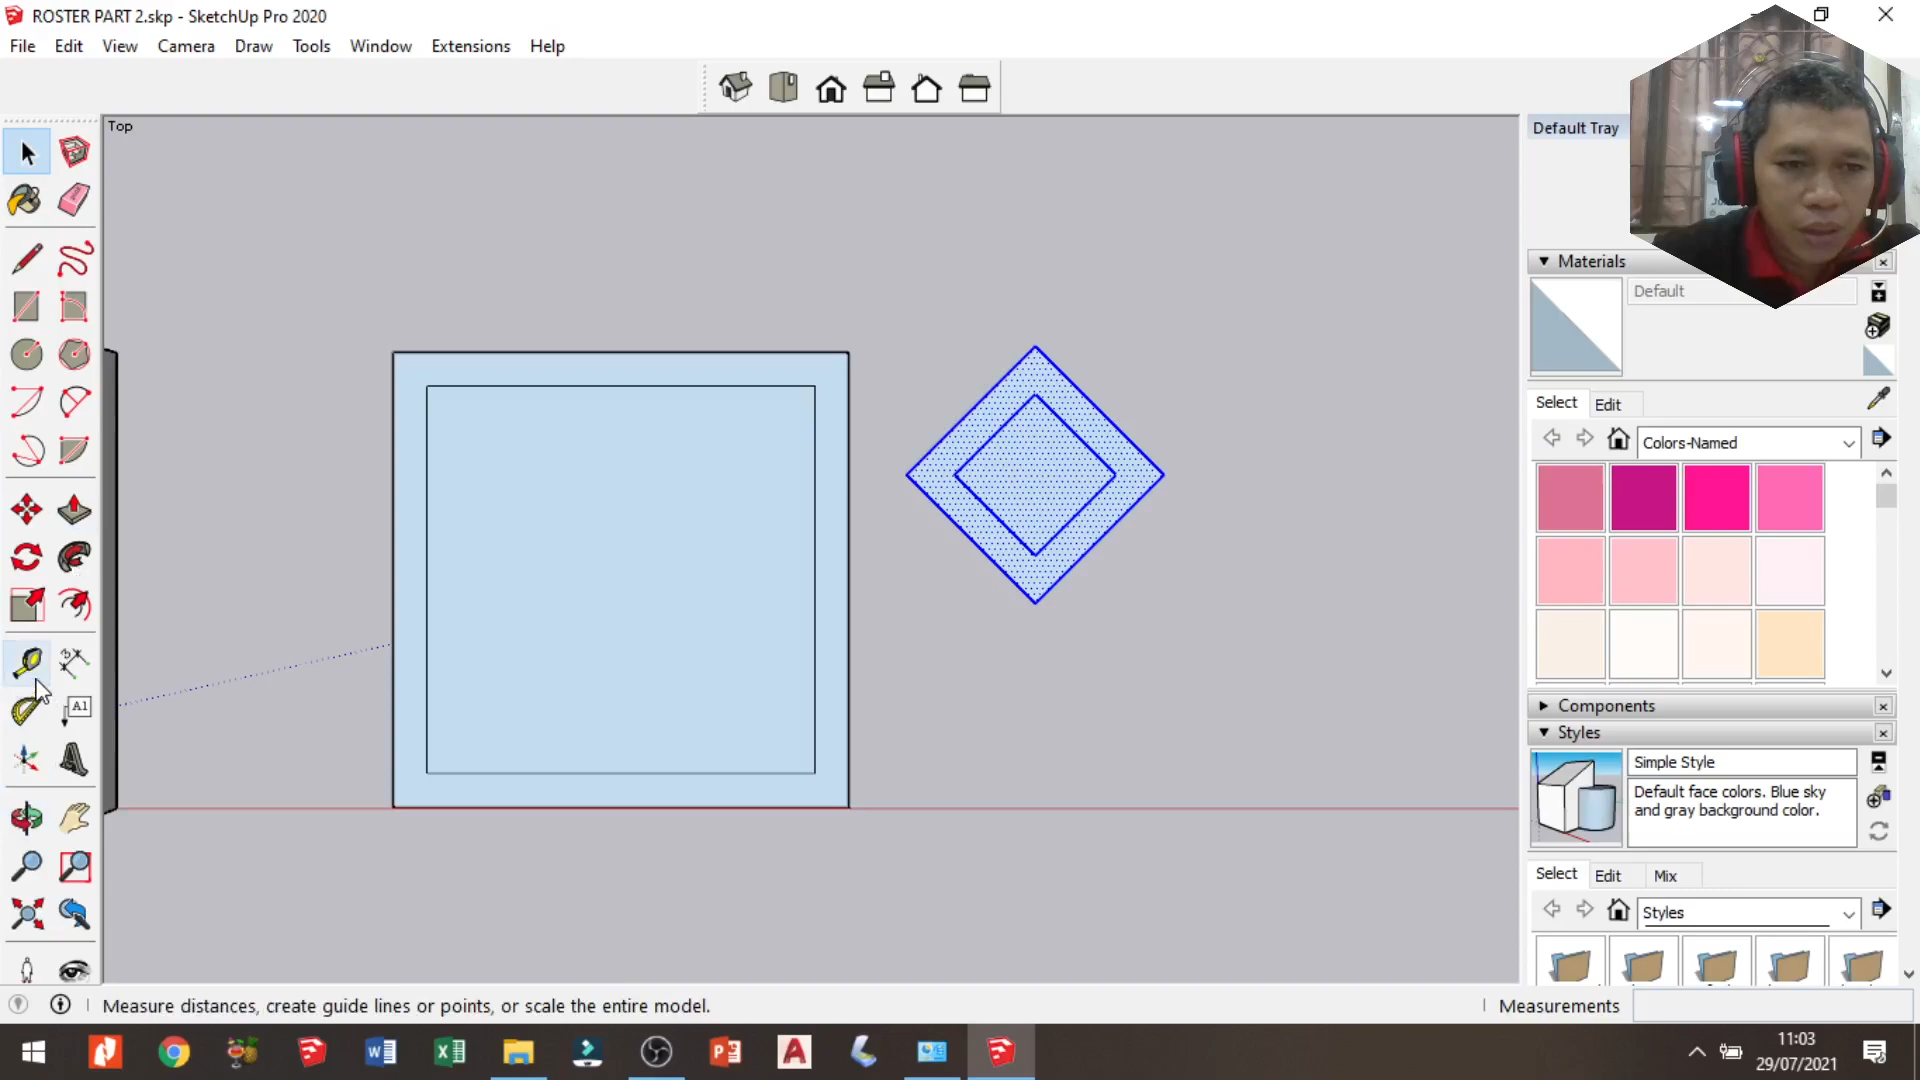 ROSTER PART 2.skp - SketchUp Pro 2020
File Edit View Camera Draw Tools Window Extensions Help
Top
Default Tray
Materials
Default
Select Edit
Colors-Named
Components
Styles
Simple Style
Default face colors. Blue sky
and gray background color.
Select Edit Mix
Styles
A1
Measure distances, create guide lines or points, or scale the entire model.
Measurements
11:03
29/07/2021